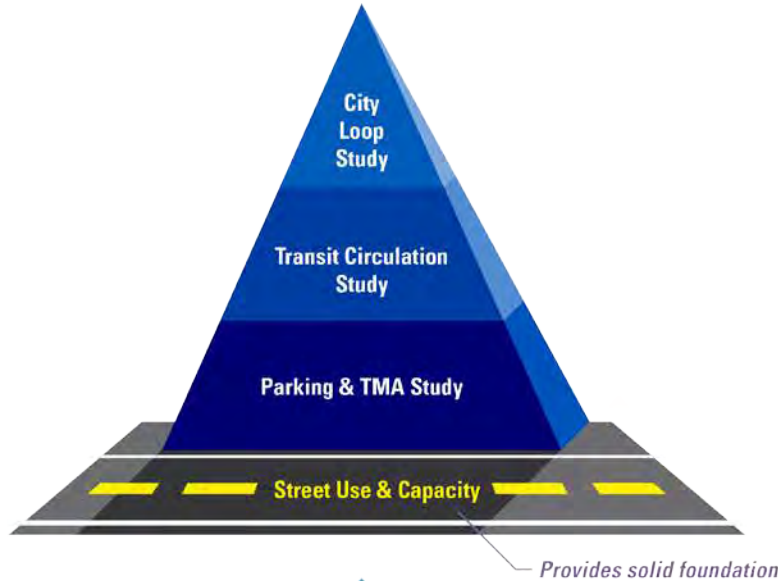 City
Loop
Study
Transit Circulation
Study
Parking & TMA Study
Street Use & Capacity
Provides solid foundation